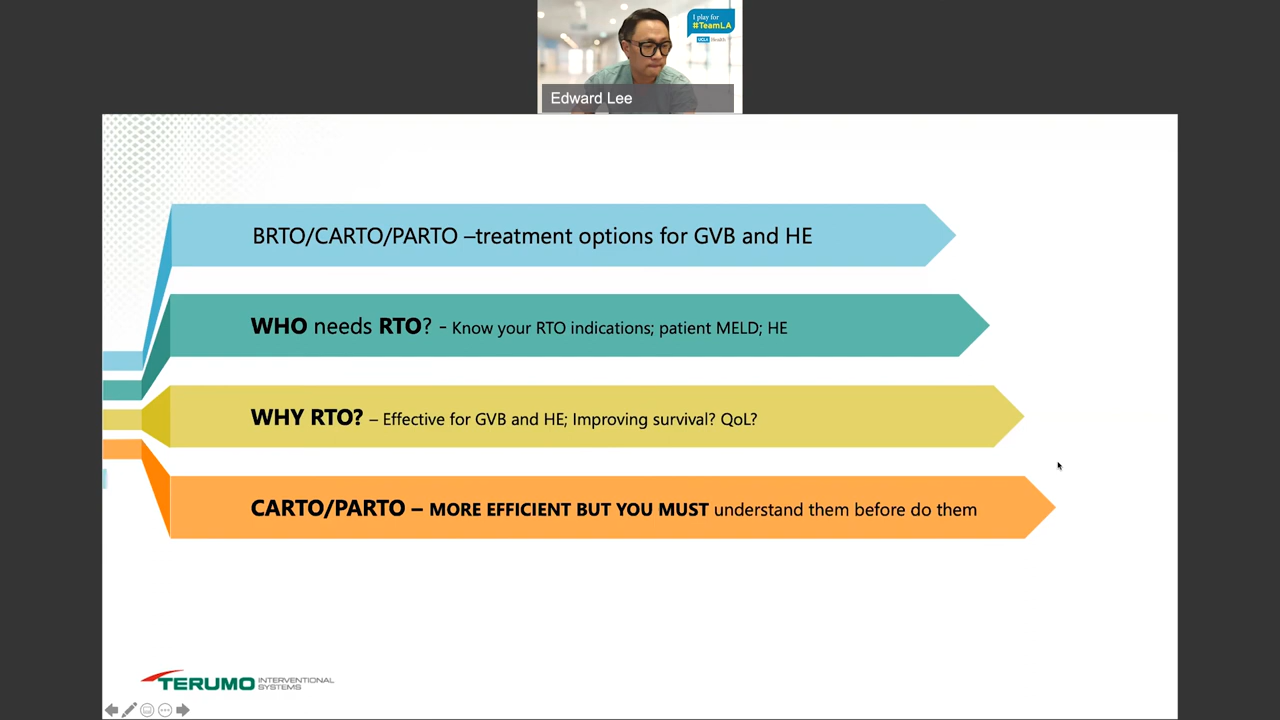 I play for
#TeamLA
UCLA Health
Edward Lee
BRTO/CARTO/PARTO –treatment options for GVB and HE
WHO needs RTO? - Know your RTO indications; patient MELD; HE
WHY RTO? – Effective for GVB and HE; Improving survival? QoL?
CARTO/PARTO – MORE EFFICIENT BUT YOU MUST understand them before do them
TERUMO INTERVENTIONAL
SYSTEMS